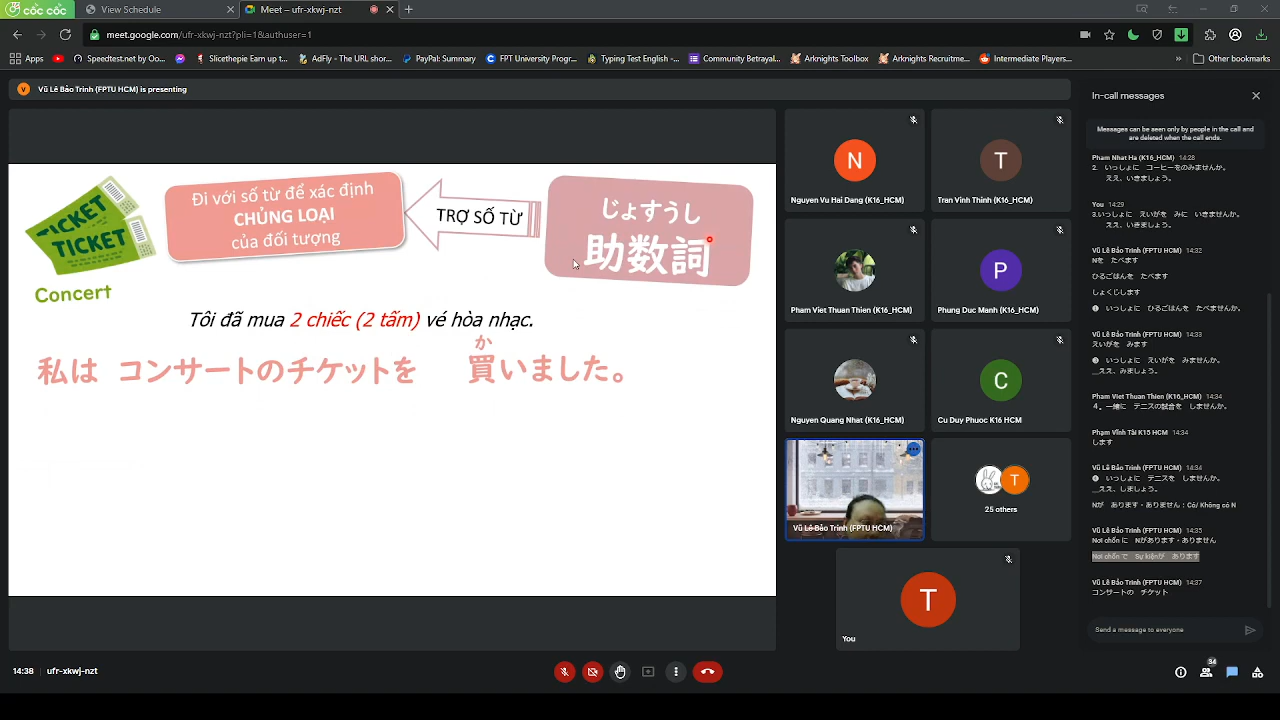 cốc cốc
View Schedule
Meet – ufr-xkwj-nzt
meet.google.com/ufr-xkwj-nzt?pli=1&authuser=1
Apps
Speedtest.net by Oo...
Slicethepie Earn up t...
AdFly - The URL shor...
PayPal: Summary
FPT University Progr...
Typing Test English -...
Community Betrayal...
Arknights Toolbox
Arknights Recruitme...
Intermediate Players...
»
Other bookmarks
V
Vũ Lê Bảo Trinh (FPTU HCM) is presenting
TICKET
TICKET
Concert
Đi với số từ để xác định
CHỦNG LOẠI
của đối tượng
TRỢ SỐ TỪ
じょすうし
助数詞
Tôi đã mua 2 chiếc (2 tấm) vé hòa nhạc.
か
私は コンサートのチケットを 買いました。
N
Nguyen Vu Hai Dang (K16_HCM)
T
Tran Vinh Thinh (K16_HCM)
Pham Viet Thuan Thien (K16_HCM)
P
Phung Duc Manh (K16_HCM)
Nguyen Quang Nhat (K16_HCM)
C
Cu Duy Phuoc K16 HCM
Vũ Lê Bảo Trinh (FPTU HCM)
T
25 others
T
You
In-call messages
Messages can be seen only by people in the call and
are deleted when the call ends.
Pham Nhat Ha (K16_HCM) 14:28
2. いっしょに コーヒーをのみませんか。
ええ、いきましょう。
You 14:29
3.いっしょに えいがを みに いきませんか。
ええ、いきましょう。
Vũ Lê Bảo Trinh (FPTU HCM) 14:32
Nを たべます
ひるごはんを たべます
しょくじします
❶ いっしょに ひるごはんを たべませんか。
Vũ Lê Bảo Trinh (FPTU HCM) 14:33
えいがを みます
❸ いっしょに えいがを みませんか。
__ええ、みましょう。
Pham Viet Thuan Thien (K16_HCM) 14:34
４。一緒に テニスの試合を しませんか。
Phạm Vĩnh Tài K15 HCM 14:34
します
Vũ Lê Bảo Trinh (FPTU HCM) 14:34
❹ いっしょに テニスを しませんか。
__ええ、しましょう。
Nが あります・ありません：Có/ Không có N
Vũ Lê Bảo Trinh (FPTU HCM) 14:35
Nơi chốn に Nがあります・ありません
Nơi chốn で Sự kiệnが あります
Vũ Lê Bảo Trinh (FPTU HCM) 14:37
コンサートの チケット
Send a message to everyone
14:38 | ufr-xkwj-nzt
34